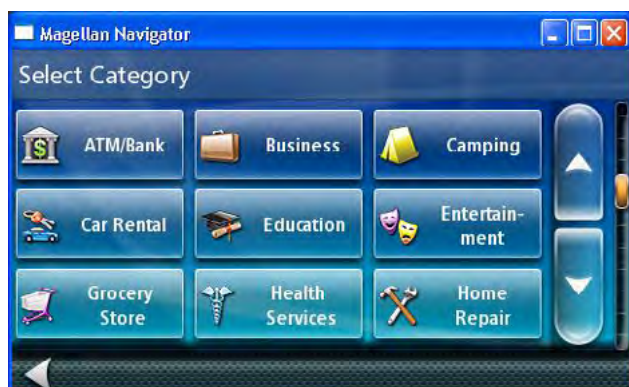 Magellan Navigator
Select Category
ATM/Bank
Business
Camping
Car Rental
Education
Entertain-
ment
Grocery
Store
Health
Services
Home
Repair